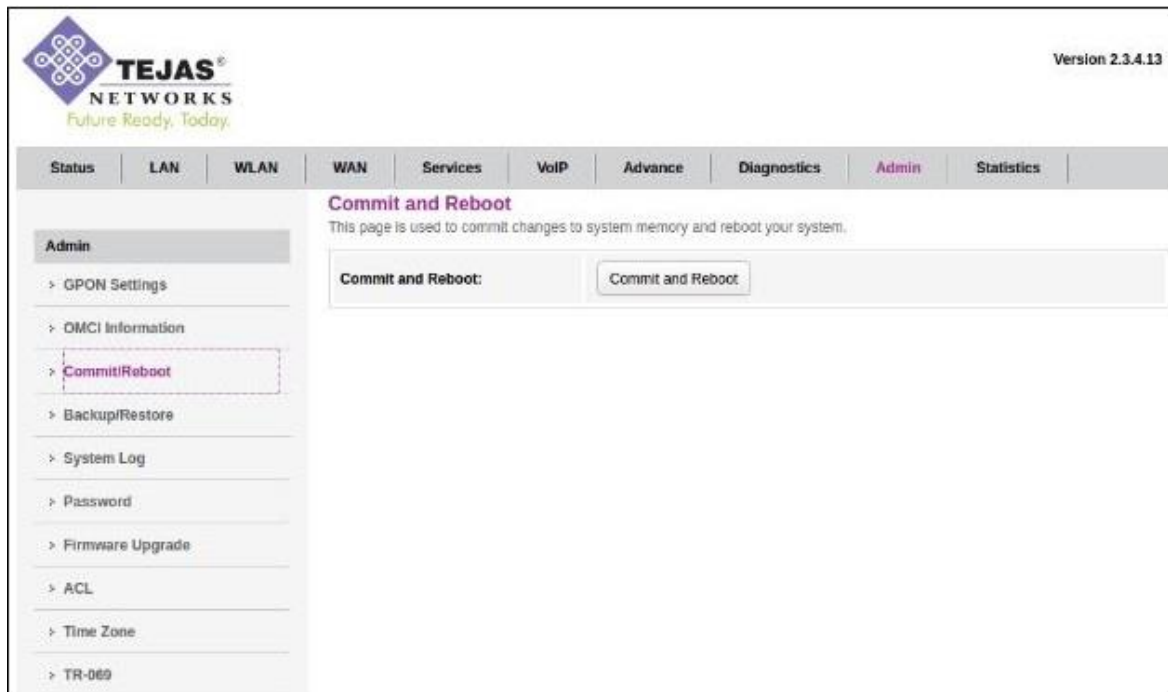 TEJAS®
NETWORKS
Future Ready, Today.
Version 2.3.4.13
Status LAN WLAN WAN Services VoIP Advance Diagnostics Admin Statistics
Commit and Reboot
This page is used to commit changes to system memory and reboot your system.
Commit and Reboot: Commit and Reboot
Admin
> GPON Settings
> OMCI Information
> Commit/Reboot
> Backup/Restore
> System Log
> Password
> Firmware Upgrade
> ACL
> Time Zone
> TR-069